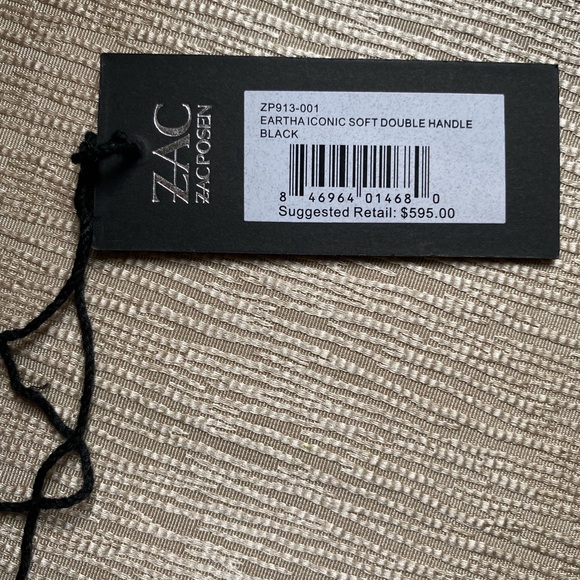 ZAC
ZAC POSEN
ZP913-001
EARTHA ICONIC SOFT DOUBLE HANDLE
BLACK
8 46964 01468 0
Suggested Retail: $595.00